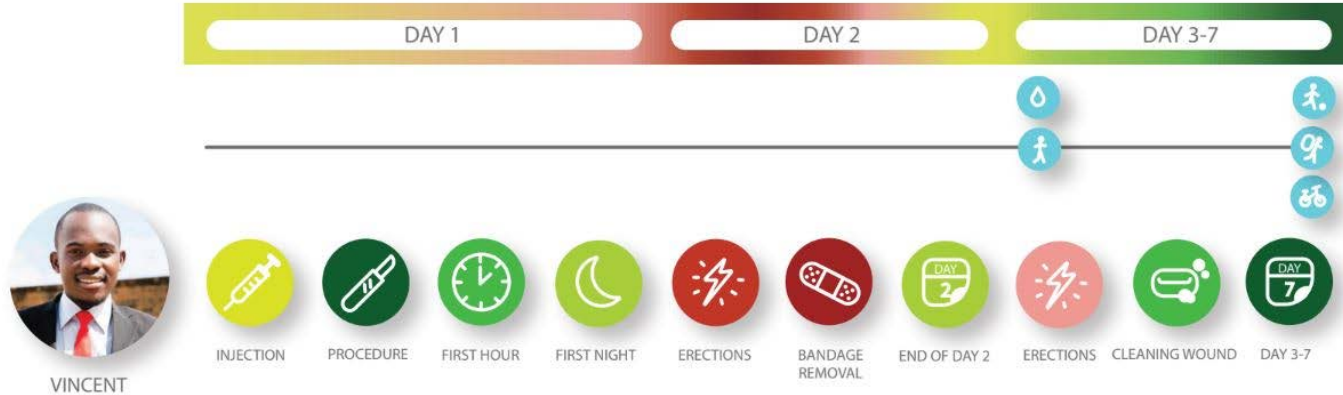 DAY 1
DAY 2
DAY 3-7
INJECTION
PROCEDURE
FIRST HOUR
FIRST NIGHT
ERECTIONS
BANDAGE
REMOVAL
DAY
2
END OF DAY 2
ERECTIONS
CLEANING WOUND
DAY
7
DAY 3-7
VINCENT